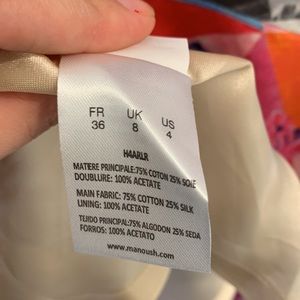 FR UK US
36 8 4
H4ARLR
MATIERE PRINCIPALE:75% COTON 25% SOIE
DOUBLURE: 100% ACETATE
MAIN FABRIC: 75% COTTON 25% SILK
LINING: 100% ACETATE
TEJIDO PRINCIPAL:75% ALGODON 25% SEDA
FORROS: 100% ACETATO
www.manoush.com